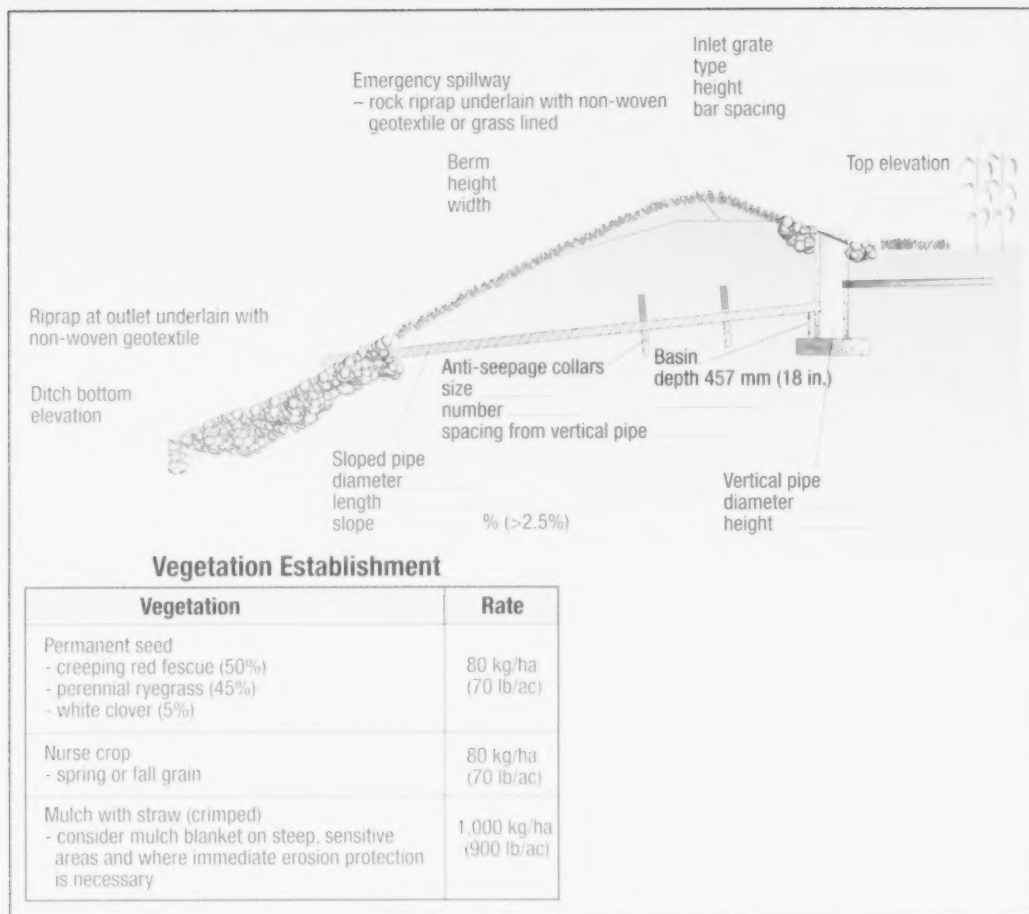 Inlet grate
type
height
bar spacing
Emergency spillway
– rock riprap underlain with non-woven
geotextile or grass lined
Berm
height
width
Top elevation
Riprap at outlet underlain with
non-woven geotextile
Ditch bottom
elevation
Anti-seepage collars
size
number
spacing from vertical pipe
Basin
depth 457 mm (18 in.)
Sloped pipe
diameter
length
slope % (>2.5%)
Vertical pipe
diameter
height
Vegetation Establishment
Vegetation Rate
Permanent seed
- creeping red fescue (50%) 80 kg/ha
- perennial ryegrass (45%) (70 lb/ac)
- white clover (5%)
Nurse crop 80 kg/ha
- spring or fall grain (70 lb/ac)
Mulch with straw (crimped) 1,000 kg/ha
- consider mulch blanket on steep, sensitive (900 lb/ac)
areas and where immediate erosion protection
is necessary